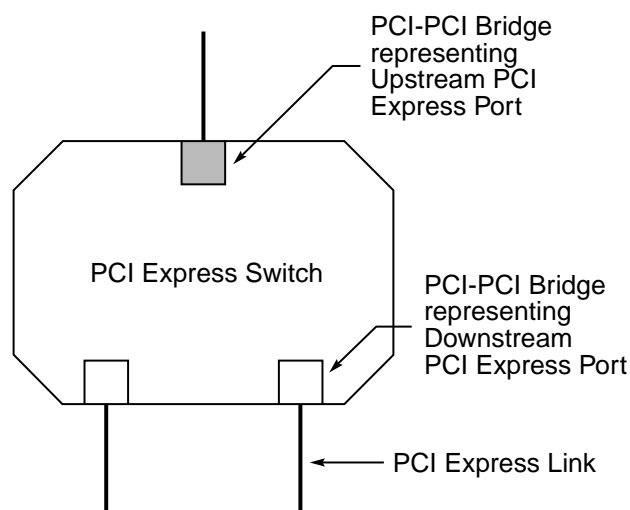 PCI-PCI Bridge
representing
Upstream PCI
Express Port
PCI Express Switch
PCI-PCI Bridge
representing
Downstream
PCI Express Port
PCI Express Link